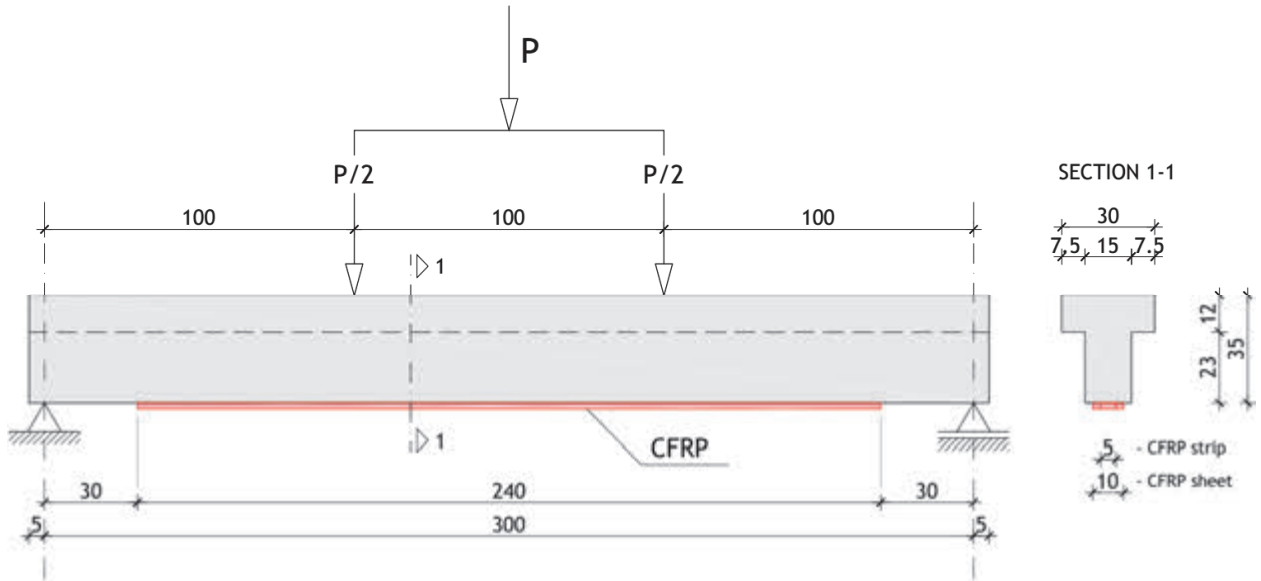 P
P/2 P/2
SECTION 1-1
100 100 100
30
7,5 15 7.5
1
12
23
35
1
CFRP
5 - CFRP strip
10 - CFRP sheet
30 240 30
5 300 5